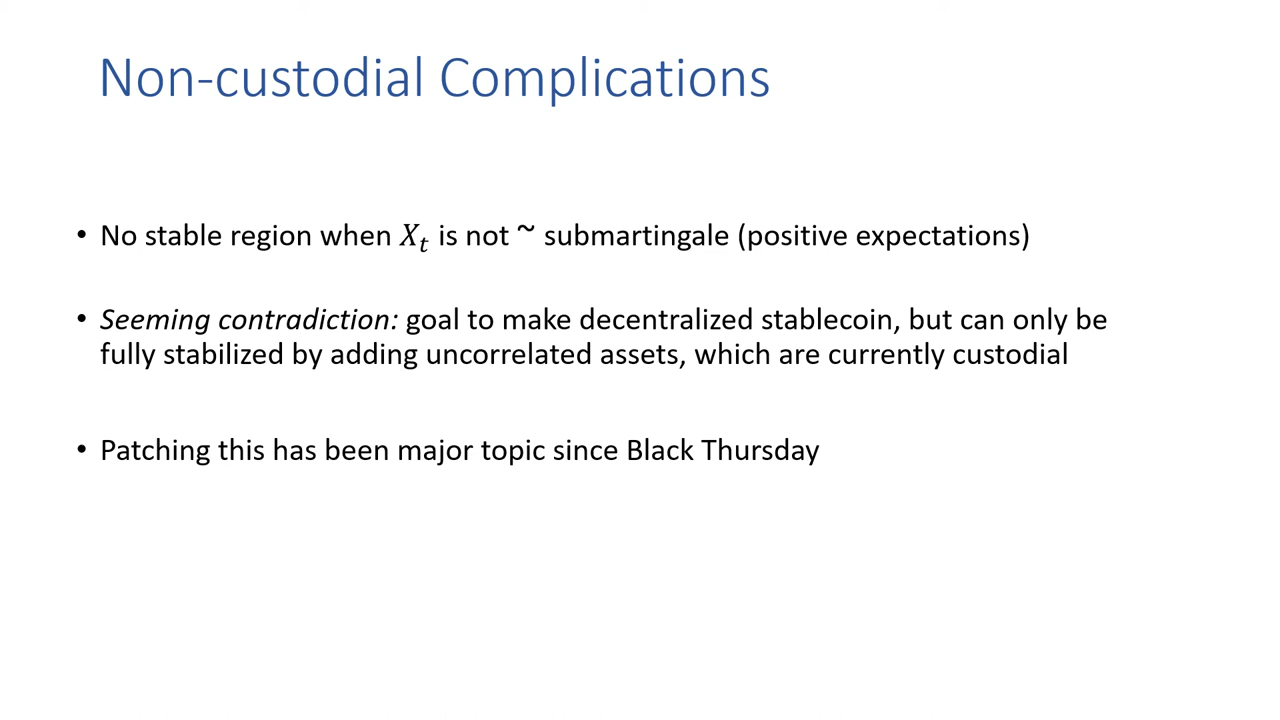 Non-custodial Complications
• No stable region when 𝑋ₜ is not ~ submartingale (positive expectations)
• Seeming contradiction: goal to make decentralized stablecoin, but can only be
fully stabilized by adding uncorrelated assets, which are currently custodial
• Patching this has been major topic since Black Thursday